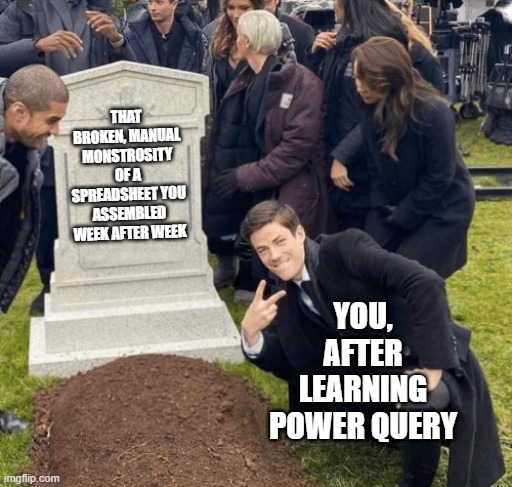 THAT
BROKEN, MANUAL
MONSTROSITY
OF A
SPREADSHEET YOU
ASSEMBLED
WEEK AFTER WEEK
YOU,
AFTER
LEARNING
POWER QUERY
imgflip.com